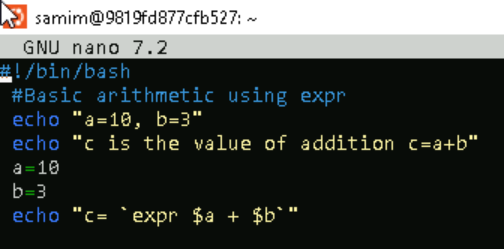 samim@9819fd877cfb527: ~
GNU nano 7.2
#!/bin/bash
#Basic arithmetic using expr
echo "a=10, b=3"
echo "c is the value of addition c=a+b"
a=10
b=3
echo "c= `expr $a + $b`"